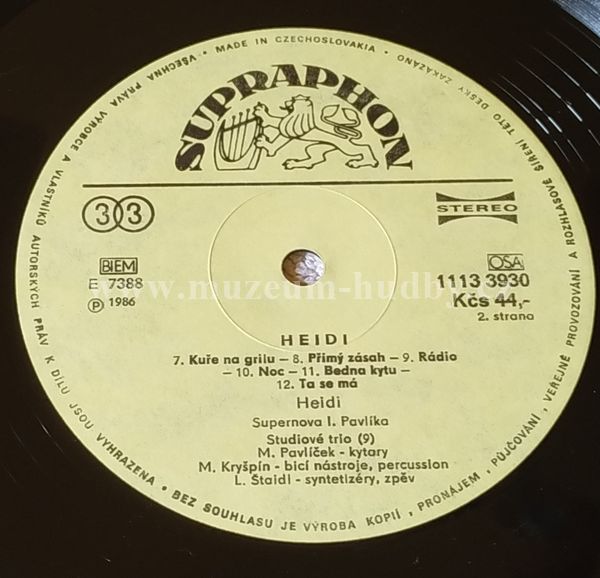 VŠECHNA PRÁVA VÝROBCE A VLASTNÍKŮ AUTORSKÝCH PRÁV K DÍLU JSOU VYHRAZENA • BEZ SOUHLASU JE VÝROBA KOPIÍ, PRONÁJEM, PŮJČOVÁNÍ, VEŘEJNÉ PROVOZOVÁNÍ A ROZHLASOVÉ ŠÍŘENÍ TÉTO DESKY ZAKÁZÁNO • MADE IN CZECHOSLOVAKIA •
SUPRAPHON
33
STEREO
BIEM
OSA
E 7388
1113 3930
Ⓟ 1986
Kčs 44,-
www.muzeum-hudby.cz
2. strana
HEIDI
7. Kuře na grilu – 8. Přímý zásah – 9. Rádio
– 10. Noc – 11. Bedna kytu –
12. Ta se má
Heidi
Supernova I. Pavlíka
Studiové trio (9)
M. Pavlíček - kytary
M. Kryšpín - bicí nástroje, percussion
L. Štaidl - syntetizéry, zpěv